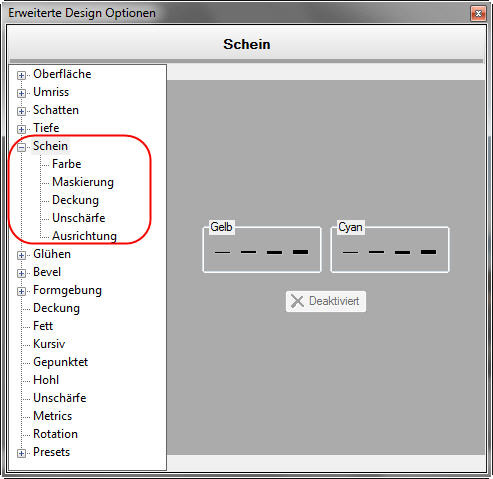 Erweiterte Design Optionen
Schein
Oberfläche
Umriss
Schatten
Tiefe
Schein
Farbe
Maskierung
Deckung
Unschärfe
Ausrichtung
Glühen
Bevel
Formgebung
Deckung
Fett
Kursiv
Gepunktet
Hohl
Unschärfe
Metrics
Rotation
Presets
Gelb
Cyan
Deaktiviert